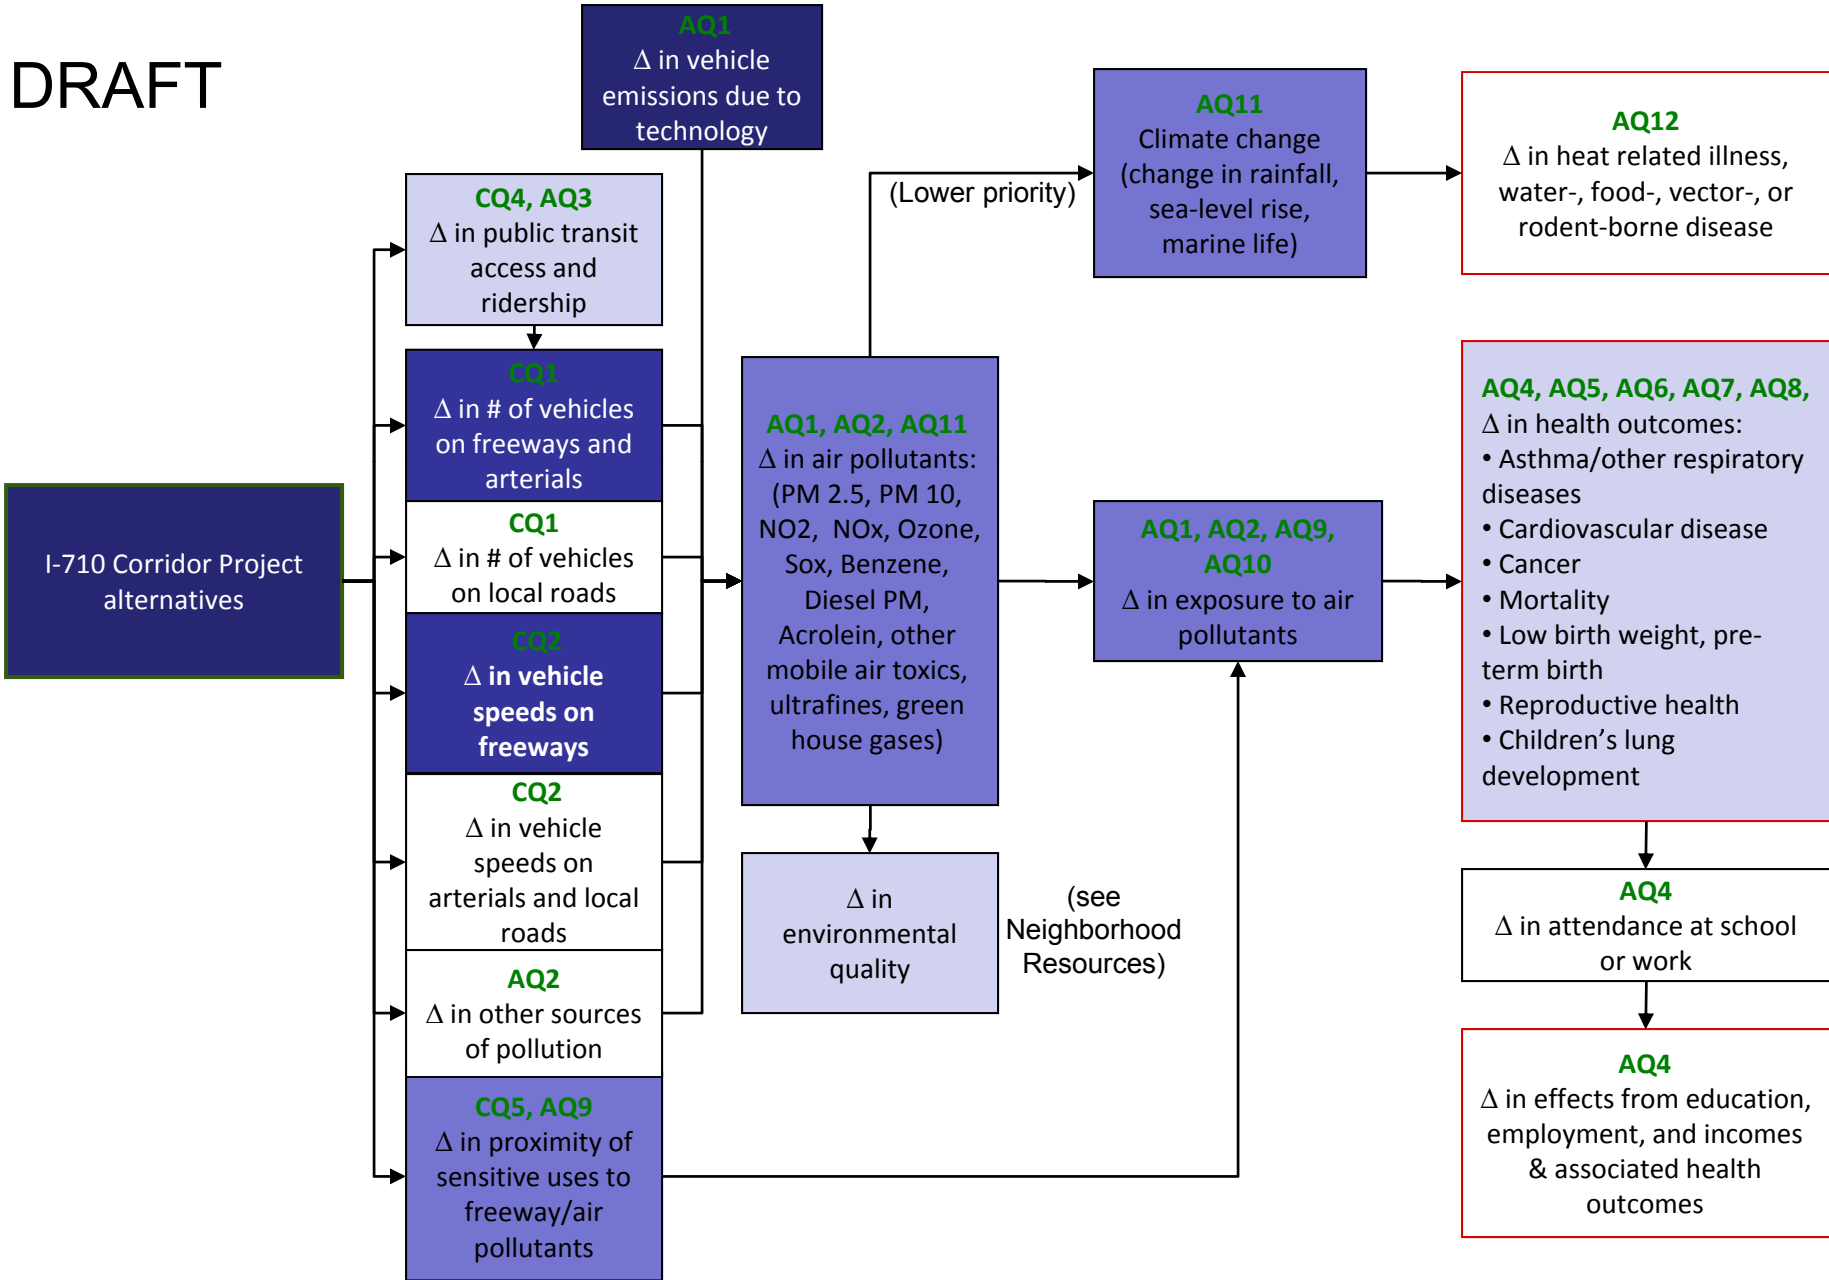 DRAFT
AQ1
Δ in vehicle
emissions due to
technology
CQ4, AQ3
Δ in public transit
access and
ridership
CQ1
Δ in # of vehicles
on freeways and
arterials
CQ1
Δ in # of vehicles
on local roads
CQ2
Δ in vehicle
speeds on
freeways
CQ2
Δ in vehicle
speeds on
arterials and local
roads
AQ2
Δ in other sources
of pollution
CQ5, AQ9
Δ in proximity of
sensitive uses to
freeway/air
pollutants
I-710 Corridor Project
alternatives
AQ1, AQ2, AQ11
Δ in air pollutants:
(PM 2.5, PM 10,
NO2, NOx, Ozone,
Sox, Benzene,
Diesel PM,
Acrolein, other
mobile air toxics,
ultrafines, green
house gases)
Δ in
environmental
quality
(see
Neighborhood
Resources)
(Lower priority)
AQ11
Climate change
(change in rainfall,
sea-level rise,
marine life)
AQ1, AQ2, AQ9,
AQ10
Δ in exposure to air
pollutants
AQ12
Δ in heat related illness,
water-, food-, vector-, or
rodent-borne disease
AQ4, AQ5, AQ6, AQ7, AQ8,
Δ in health outcomes:
• Asthma/other respiratory
diseases
• Cardiovascular disease
• Cancer
• Mortality
• Low birth weight, pre-
term birth
• Reproductive health
• Children’s lung
development
AQ4
Δ in attendance at school
or work
AQ4
Δ in effects from education,
employment, and incomes
& associated health
outcomes